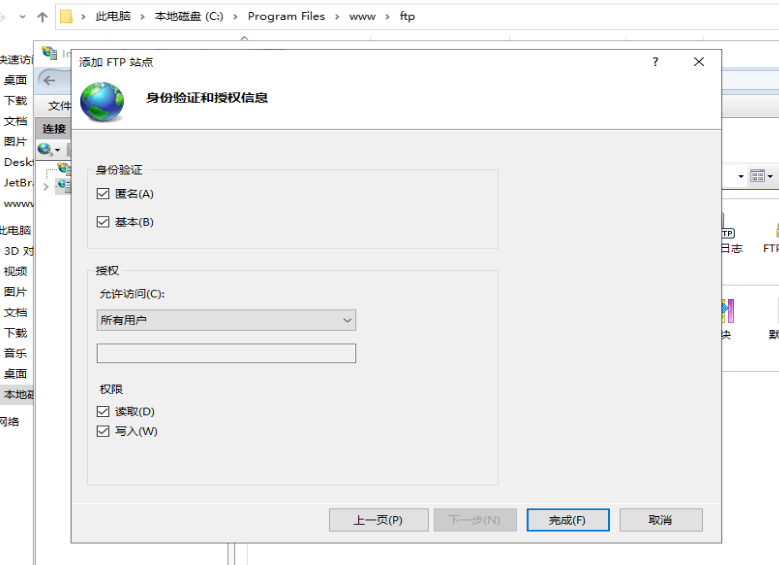 此电脑 › 本地磁盘 (C:) › Program Files › www › ftp
快速访问
桌面
下载
文档
图片
Deskt
JetBra
www
此电脑
3D 对
视频
图片
文档
下载
音乐
桌面
本地磁
网络
文件
连接
添加 FTP 站点
?
身份验证和授权信息
身份验证
匿名(A)
基本(B)
授权
允许访问(C):
所有用户
权限
读取(D)
写入(W)
上一页(P) 下一步(N) 完成(F) 取消
日志
FTP
块
默